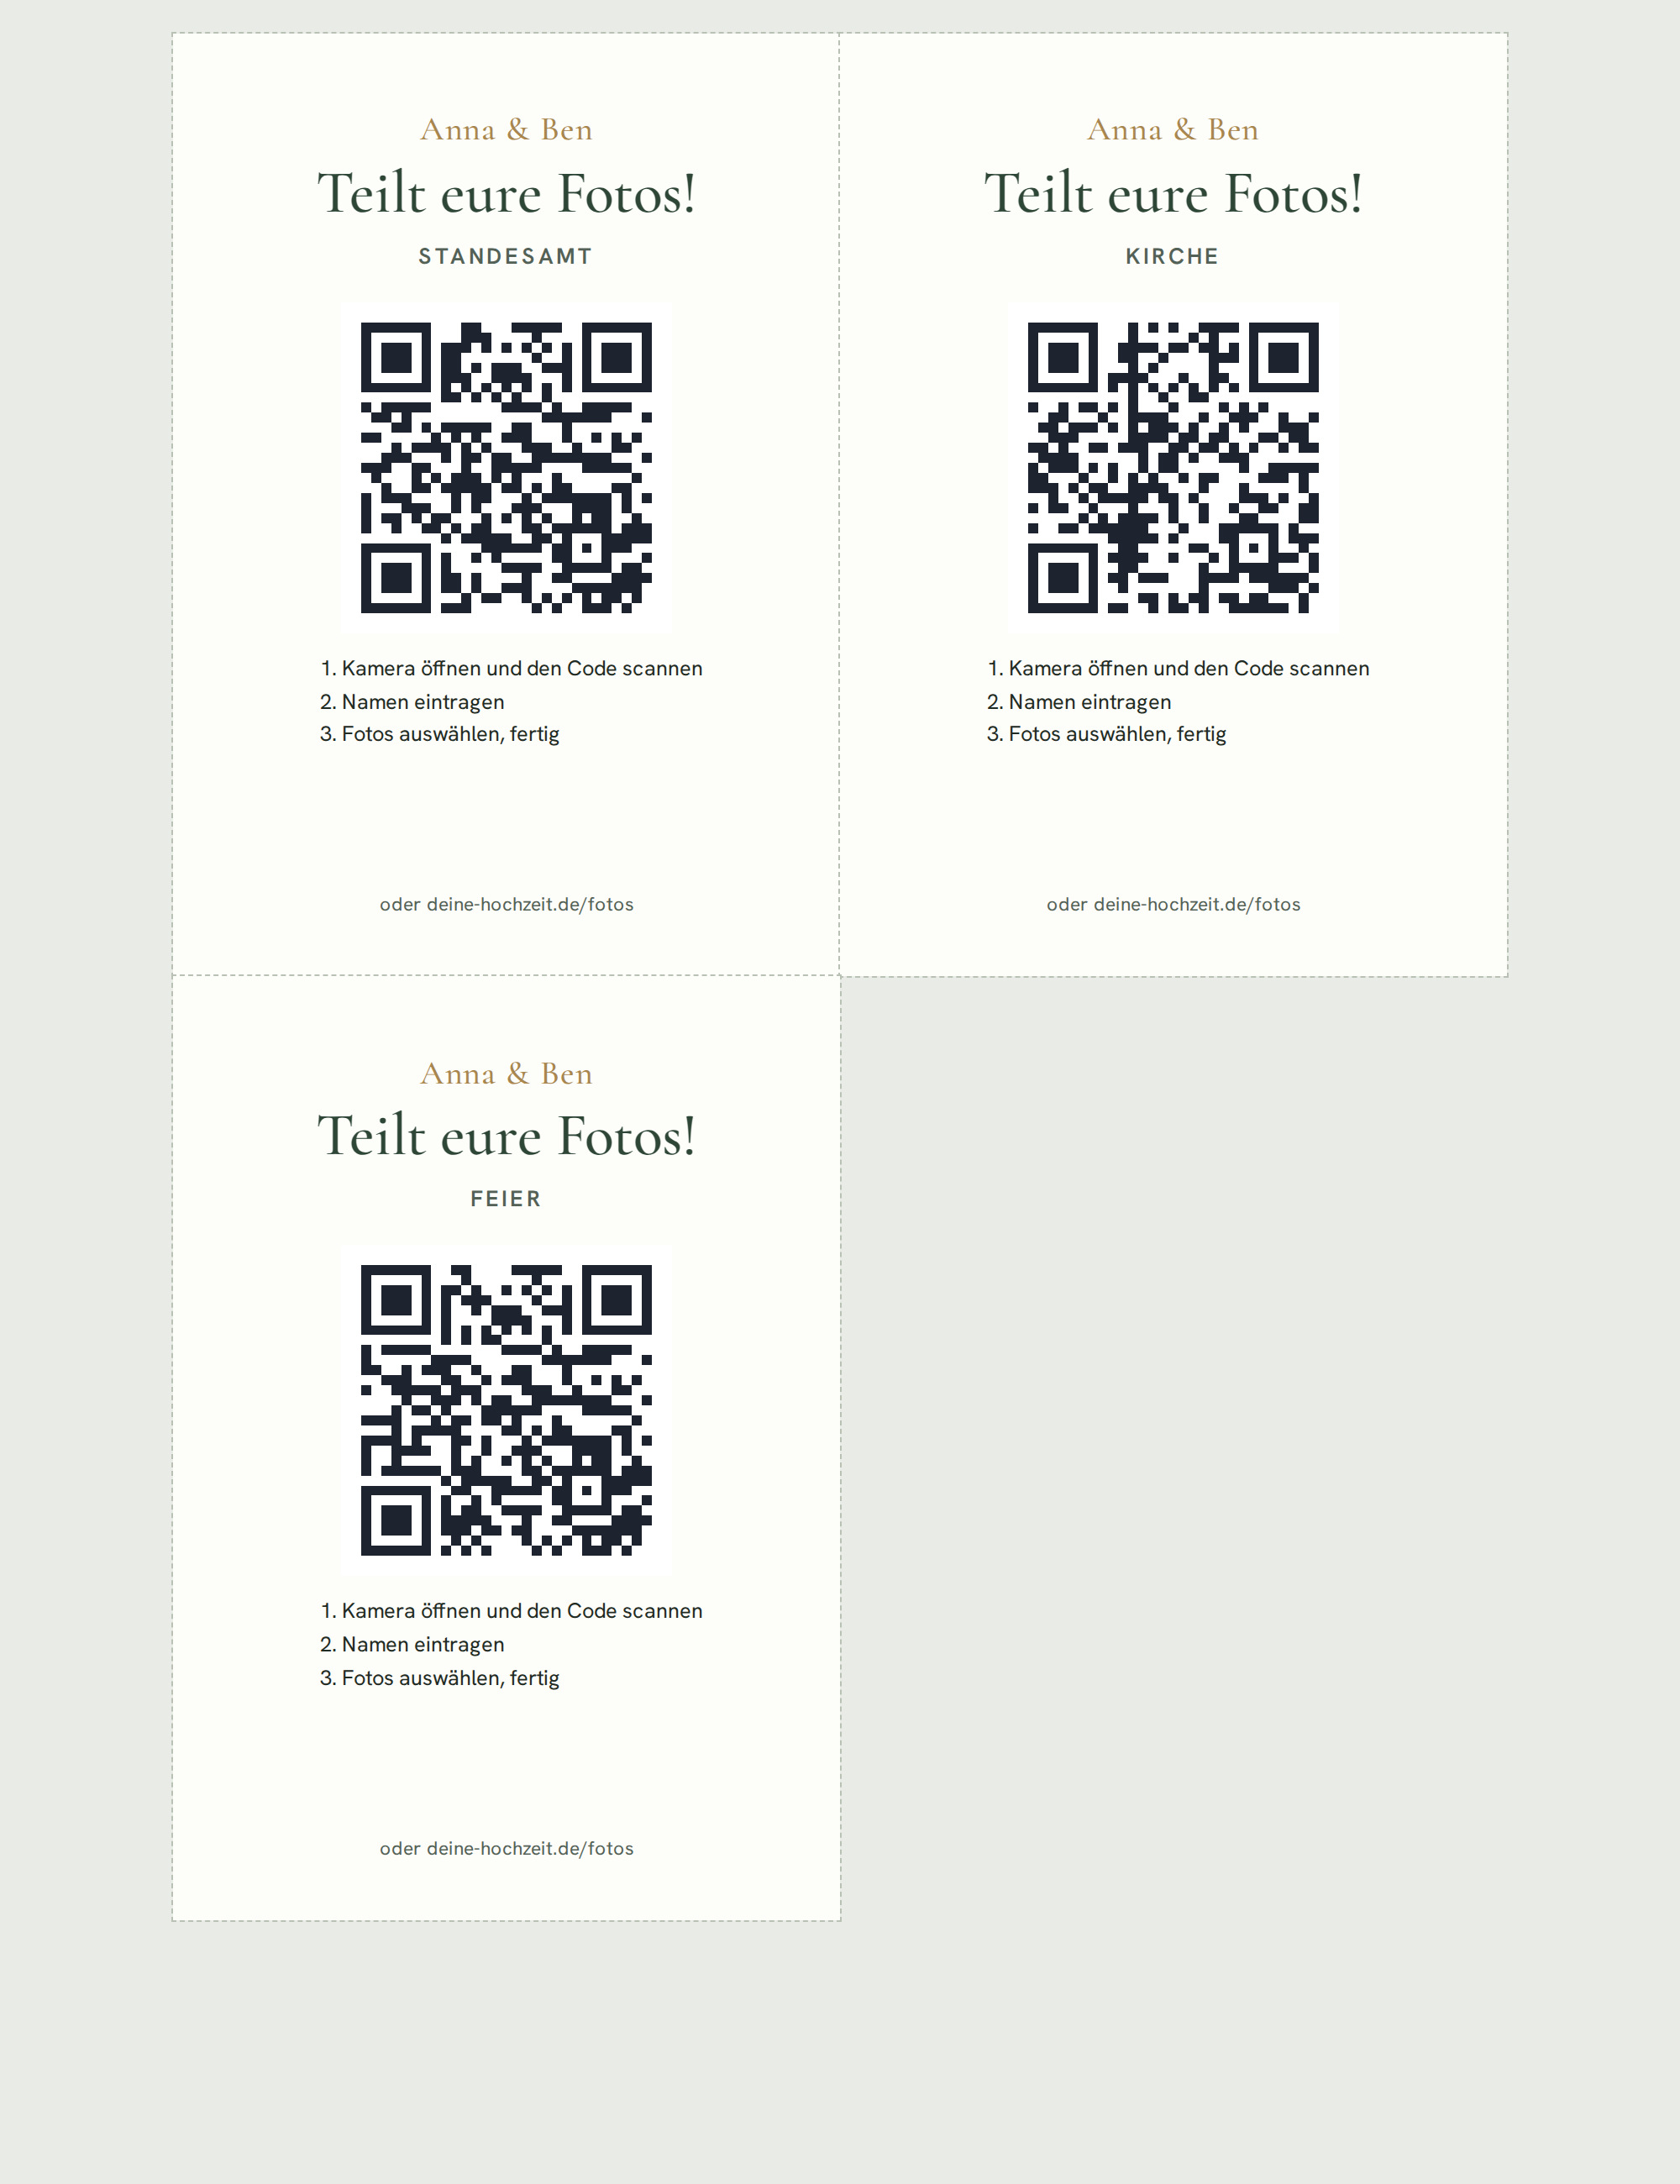 Anna & Ben
Teilt eure Fotos!
STANDESAMT
1. Kamera öffnen und den Code scannen
2. Namen eintragen
3. Fotos auswählen, fertig
oder deine-hochzeit.de/fotos
Anna & Ben
Teilt eure Fotos!
KIRCHE
1. Kamera öffnen und den Code scannen
2. Namen eintragen
3. Fotos auswählen, fertig
oder deine-hochzeit.de/fotos
Anna & Ben
Teilt eure Fotos!
FEIER
1. Kamera öffnen und den Code scannen
2. Namen eintragen
3. Fotos auswählen, fertig
oder deine-hochzeit.de/fotos